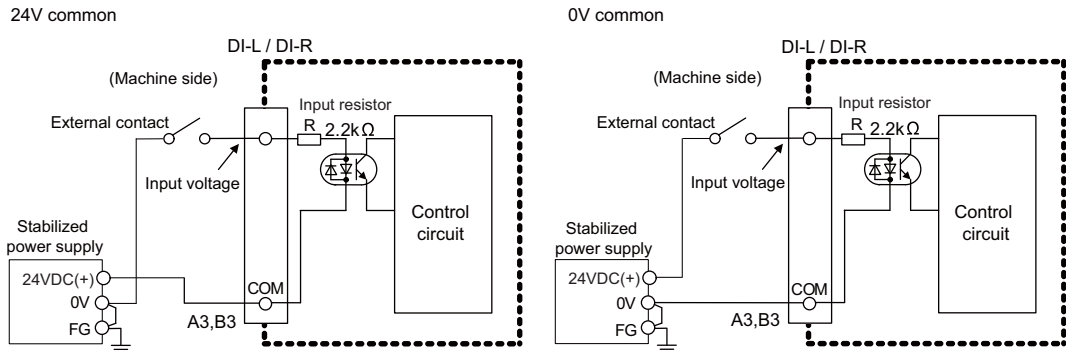 24V common
DI-L / DI-R
(Machine side)
Input resistor
External contact
R 2.2kΩ
Input voltage
Control
circuit
Stabilized
power supply
24VDC(+)
COM
0V
A3,B3
FG
0V common
DI-L / DI-R
(Machine side)
Input resistor
External contact
R 2.2kΩ
Input voltage
Control
circuit
Stabilized
power supply
24VDC(+)
COM
0V
A3,B3
FG